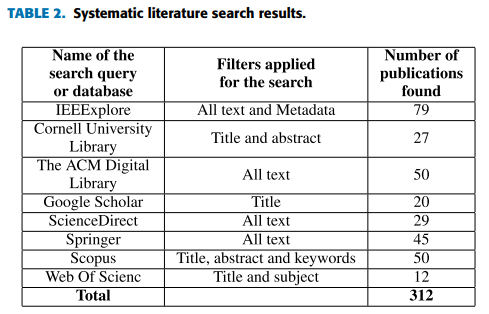 TABLE 2. Systematic literature search results.
Name of the
search query
or database
Filters applied
for the search
Number of
publications
found
IEEExplore All text and Metadata 79
Cornell University
Library
Title and abstract 27
The ACM Digital
Library
All text 50
Google Scholar Title 20
ScienceDirect All text 29
Springer All text 45
Scopus Title, abstract and keywords 50
Web Of Scienc Title and subject 12
Total 312